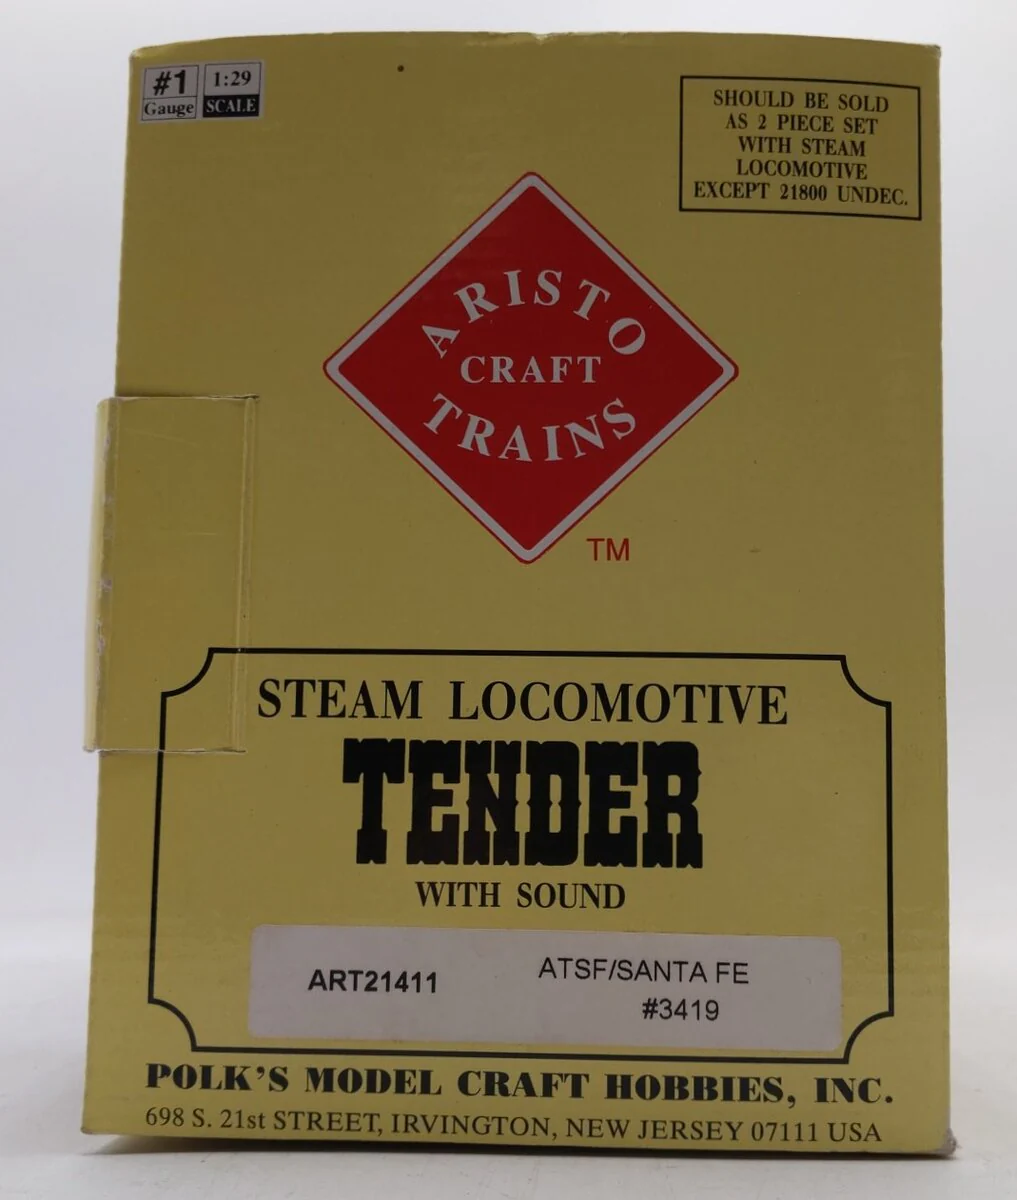 #1
Gauge
1:29
SCALE
SHOULD BE SOLD
AS 2 PIECE SET
WITH STEAM
LOCOMOTIVE
EXCEPT 21800 UNDEC.
ARISTO
CRAFT
TRAINS
TM
STEAM LOCOMOTIVE
TENDER
WITH SOUND
ART21411
ATSF/SANTA FE
#3419
POLK'S MODEL CRAFT HOBBIES, INC.
698 S. 21st STREET, IRVINGTON, NEW JERSEY 07111 USA